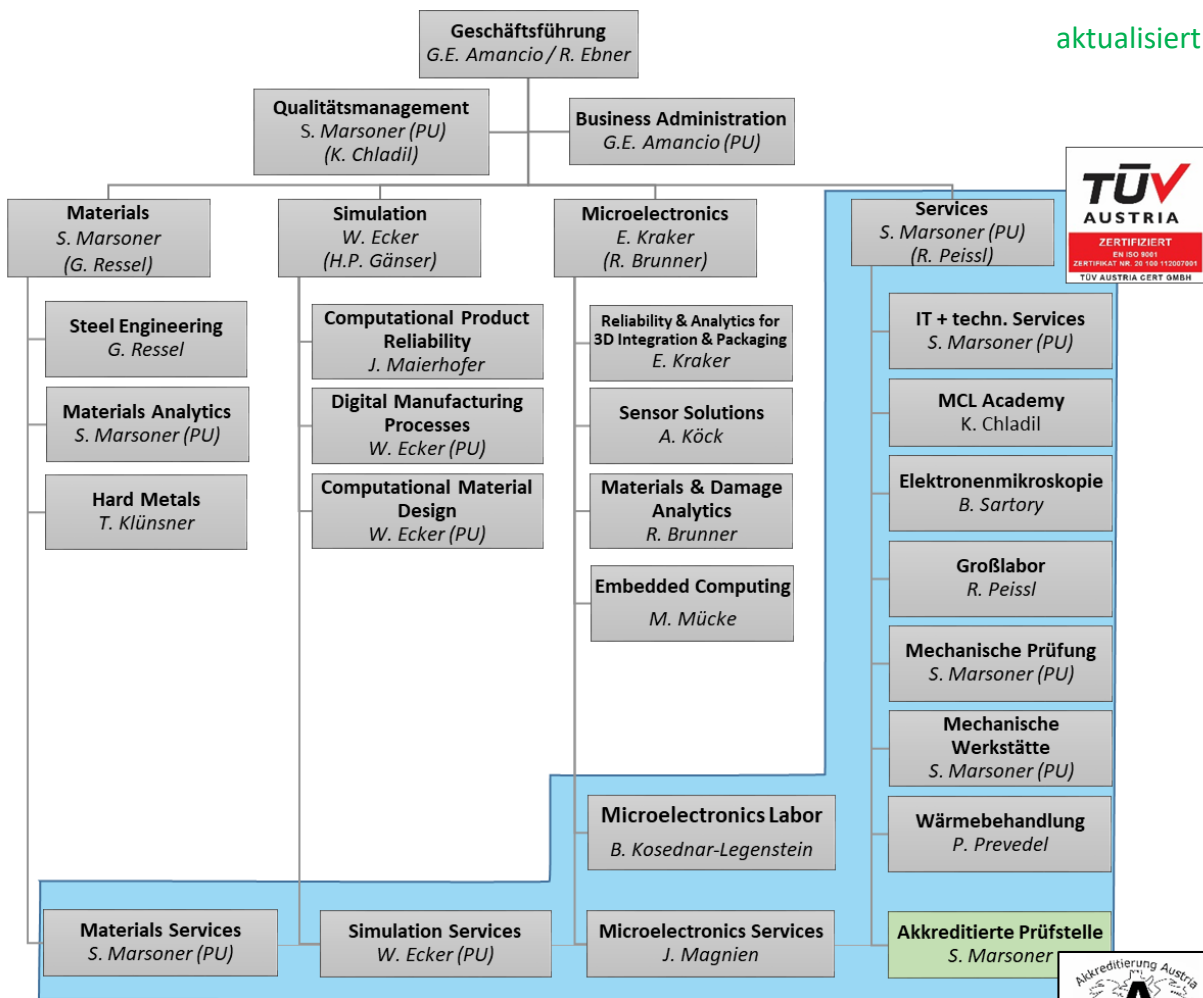 aktualisiert
Geschäftsführung
G.E. Amancio / R. Ebner
Qualitätsmanagement
S. Marsoner (PU)
(K. Chladil)
Business Administration
G.E. Amancio (PU)
TÜV
AUSTRIA
ZERTIFIZIERT
EN ISO 9001
ZERTIFIKAT NR. 20 100 112007001
TÜV AUSTRIA CERT GMBH
Materials
S. Marsoner
(G. Ressel)
Steel Engineering
G. Ressel
Materials Analytics
S. Marsoner (PU)
Hard Metals
T. Klünsner
Materials Services
S. Marsoner (PU)
Simulation
W. Ecker
(H.P. Gänser)
Computational Product
Reliability
J. Maierhofer
Digital Manufacturing
Processes
W. Ecker (PU)
Computational Material
Design
W. Ecker (PU)
Simulation Services
W. Ecker (PU)
Microelectronics
E. Kraker
(R. Brunner)
Reliability & Analytics for
3D Integration & Packaging
E. Kraker
Sensor Solutions
A. Köck
Materials & Damage
Analytics
R. Brunner
Embedded Computing
M. Mücke
Microelectronics Labor
B. Kosednar-Legenstein
Microelectronics Services
J. Magnien
Services
S. Marsoner (PU)
(R. Peissl)
IT + techn. Services
S. Marsoner (PU)
MCL Academy
K. Chladil
Elektronenmikroskopie
B. Sartory
Großlabor
R. Peissl
Mechanische Prüfung
S. Marsoner (PU)
Mechanische
Werkstätte
S. Marsoner (PU)
Wärmebehandlung
P. Prevedel
Akkreditierte Prüfstelle
S. Marsoner
Akkreditierung Austria
A